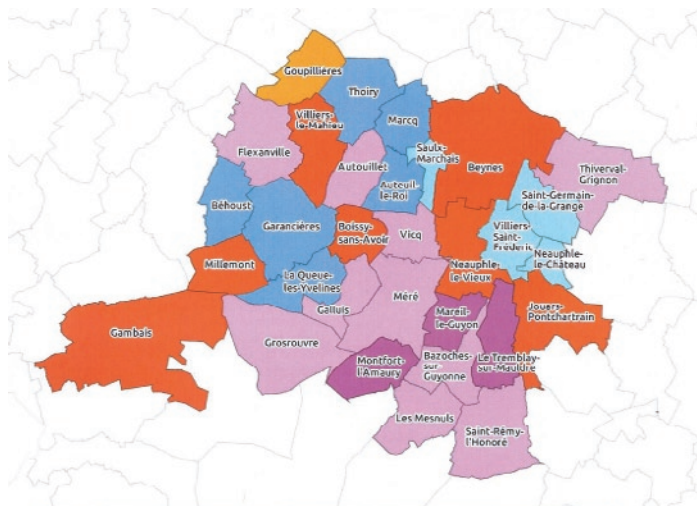 Goupillières
Thoiry
Villiers-
le-Mahieu
Marcq
Flexanville
Autouillet
Saulx-
Marchais
Beynes
Thiverval-
Grignon
Auteuil-
le-Roi
Saint-Germain-
de-la-Grange
Béhoust
Garancières
Boissy-
sans-Avoir
Vicq
Villiers-
Saint-
Frédéric
Neauphle-
le-Château
Millemont
La Queue-
les-Yvelines
Neauphle-
le-Vieux
Galluis
Méré
Mareil-
le-Guyon
Jouars-
Pontchartrain
Gambais
Grosrouvre
Montfort-
l'Amaury
Bazoches-
sur-
Guyonne
Le Tremblay-
sur-Mauldre
Les Mesnuls
Saint-Rémy-
l'Honoré